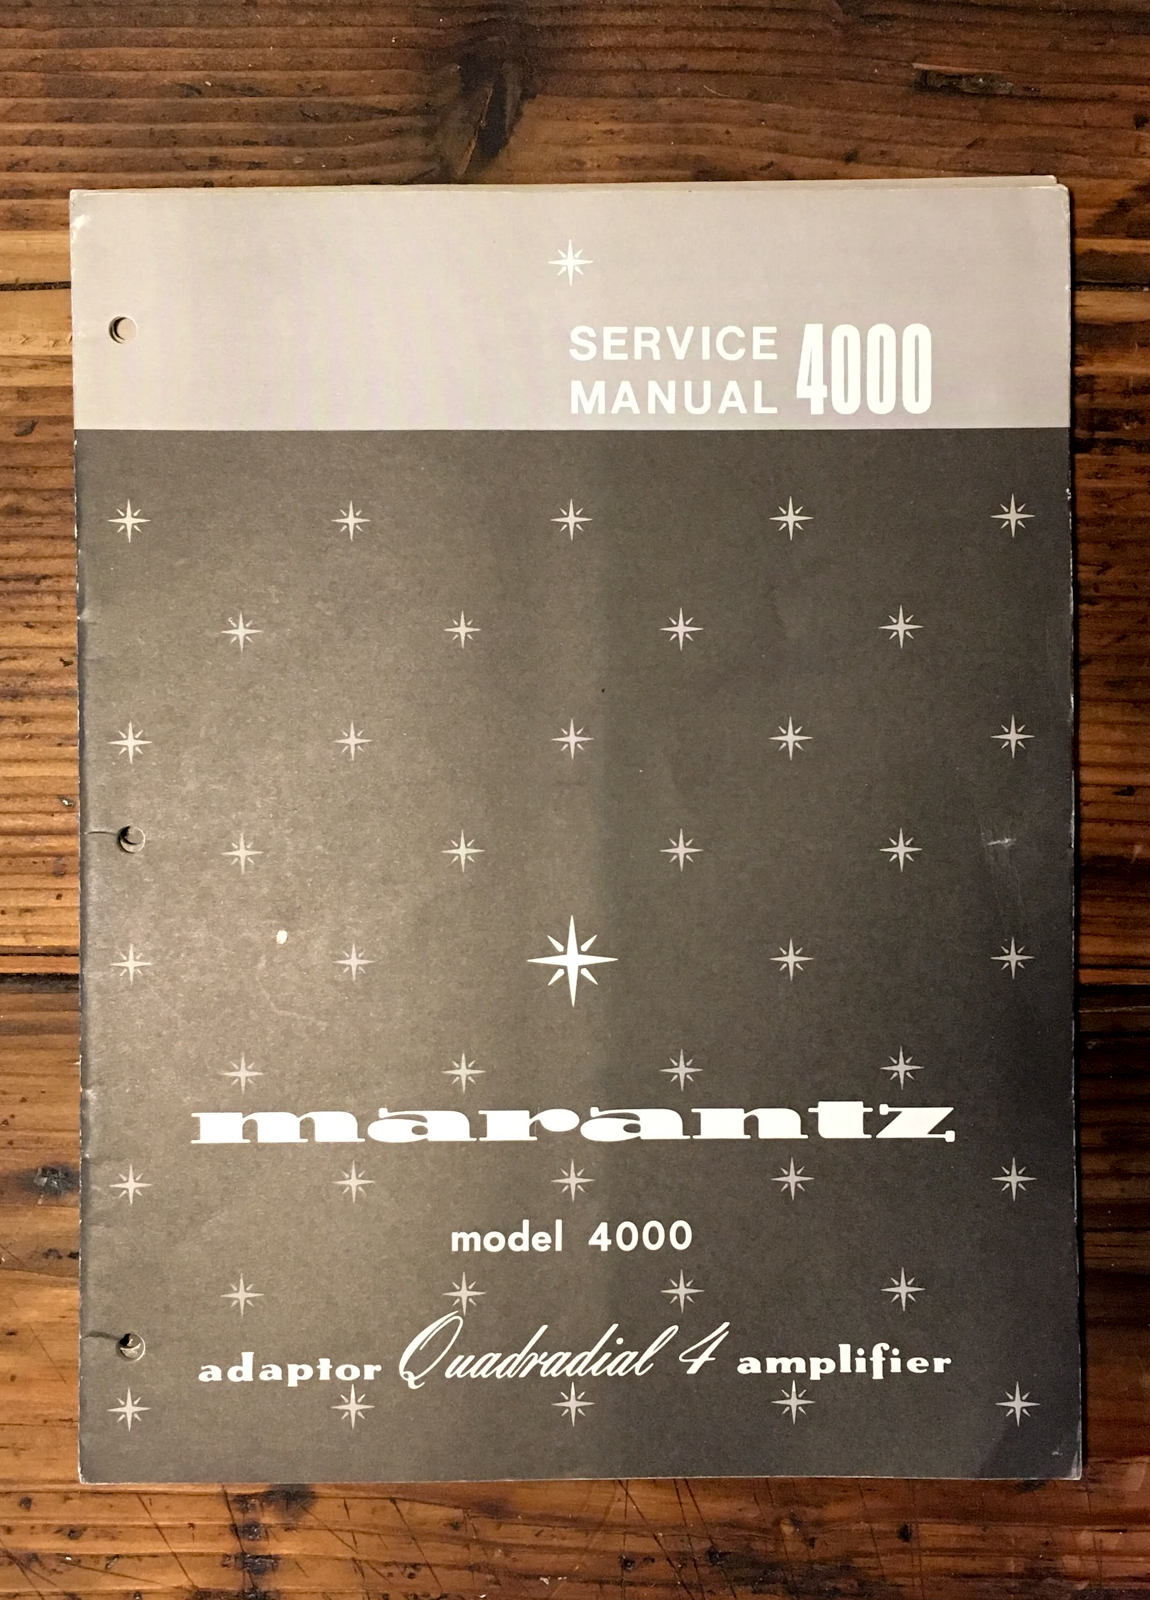 SERVICE
MANUAL 4000
marantz
model 4000
adaptor Quadradial 4 amplifier